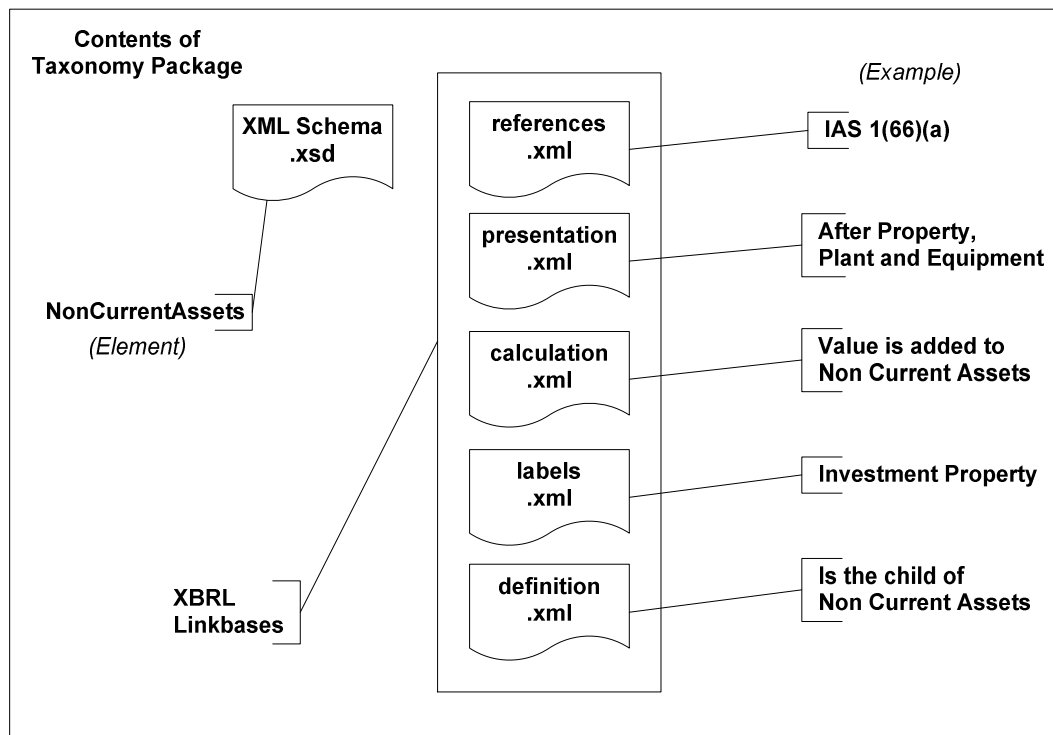 Contents of
Taxonomy Package
(Example)
XML Schema
.xsd
NonCurrentAssets
(Element)
XBRL
Linkbases
references
.xml
IAS 1(66)(a)
presentation
.xml
After Property,
Plant and Equipment
calculation
.xml
Value is added to
Non Current Assets
labels
.xml
Investment Property
definition
.xml
Is the child of
Non Current Assets